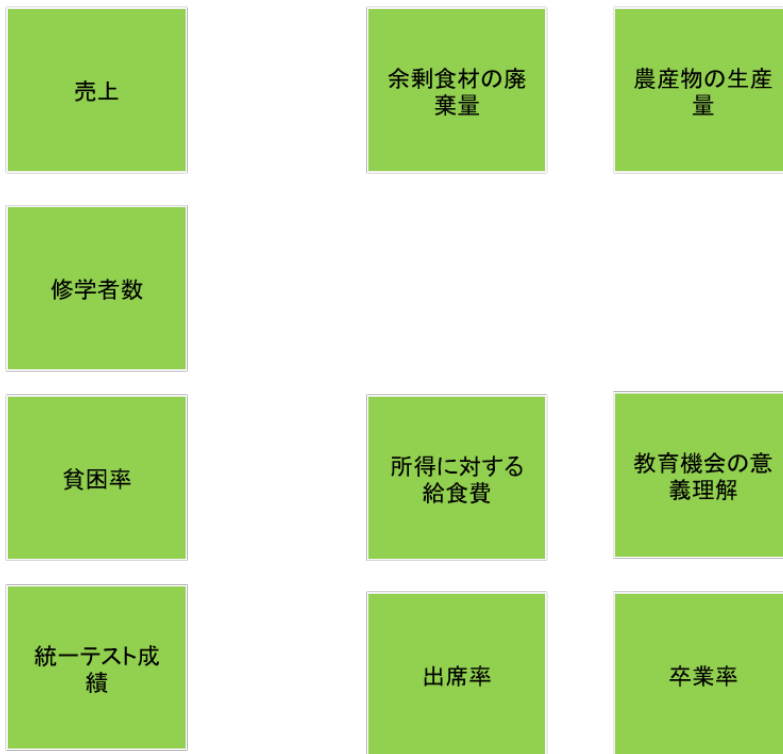 売上
余剰食材の廃
棄量
農産物の生産
量
修学者数
貧困率
所得に対する
給食費
教育機会の意
義理解
統一テスト成
績
出席率
卒業率